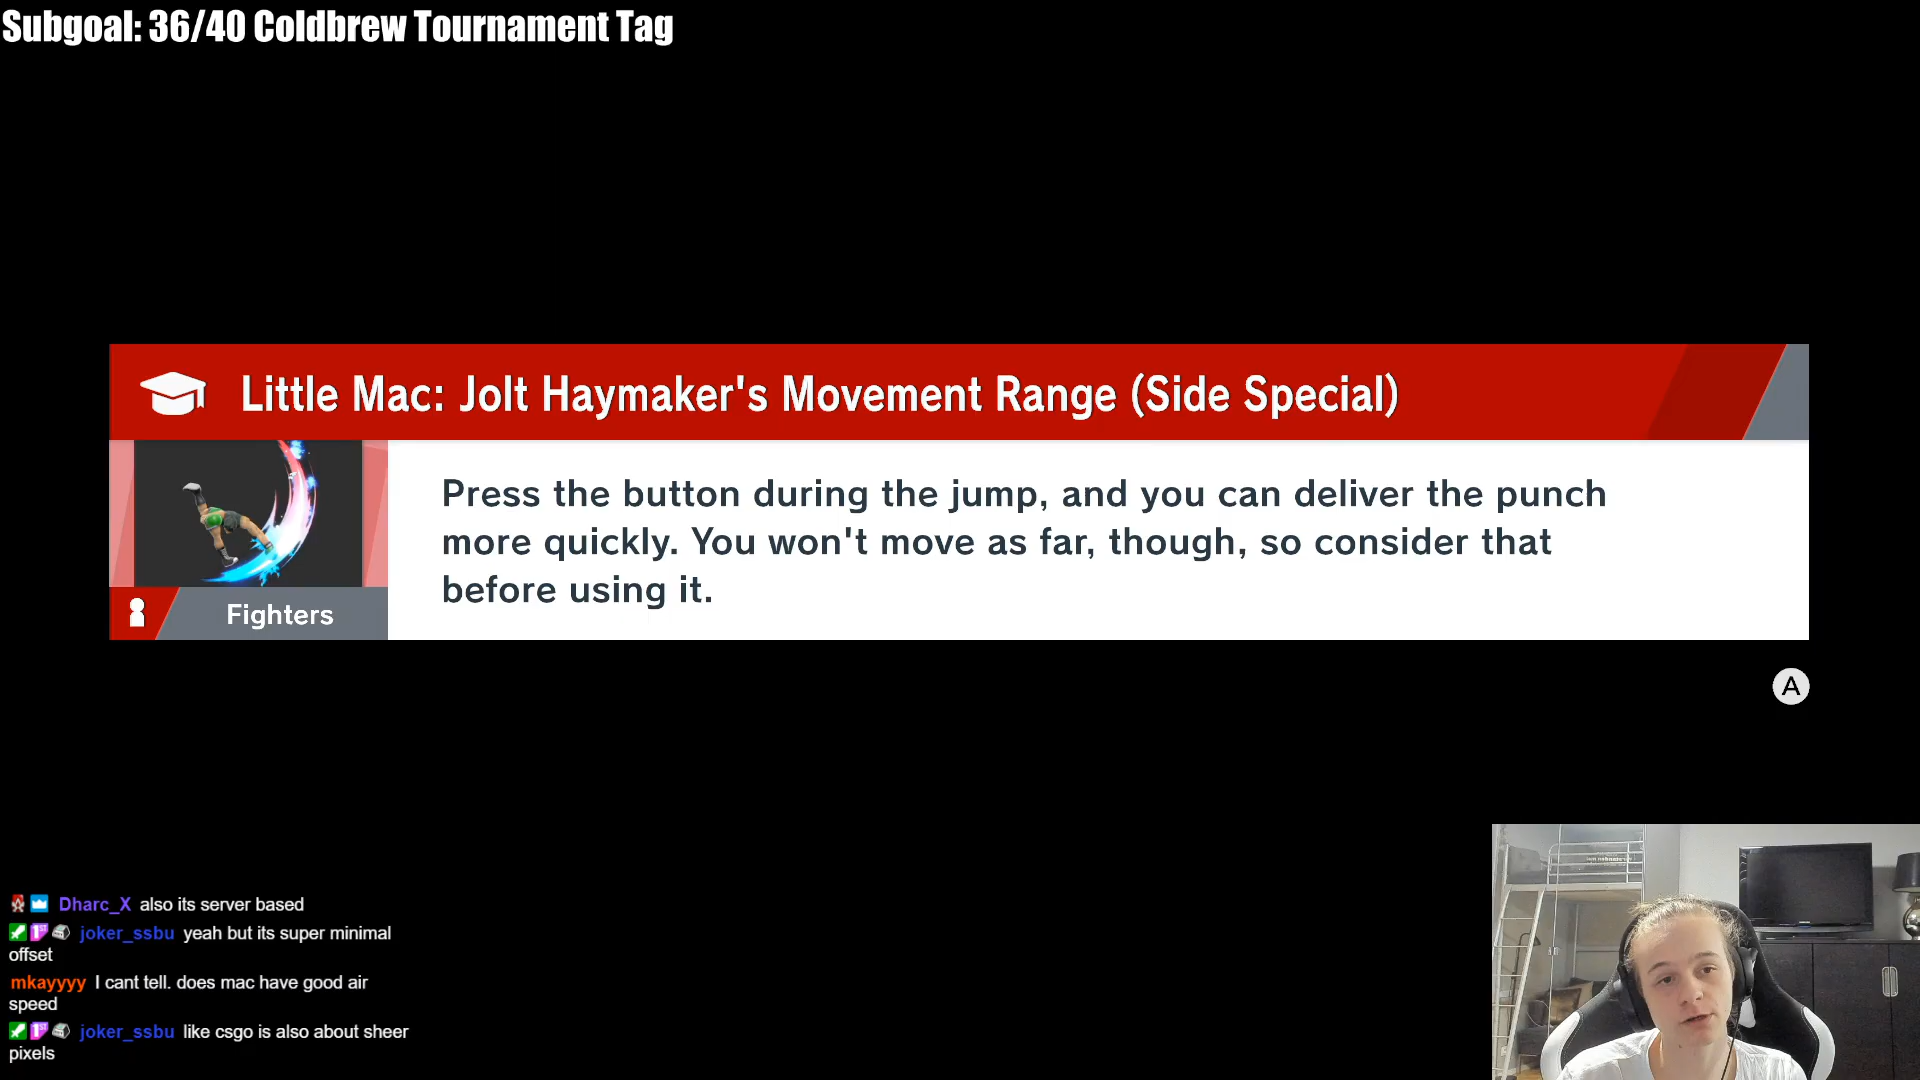 Subgoal: 36/40 Coldbrew Tournament Tag
Little Mac: Jolt Haymaker's Movement Range (Side Special)
Press the button during the jump, and you can deliver the punch
more quickly. You won't move as far, though, so consider that
before using it.
Fighters
A
Dharc_X also its server based
joker_ssbu yeah but its super minimal
offset
mkayyyy I cant tell. does mac have good air
speed
joker_ssbu like csgo is also about sheer
pixels